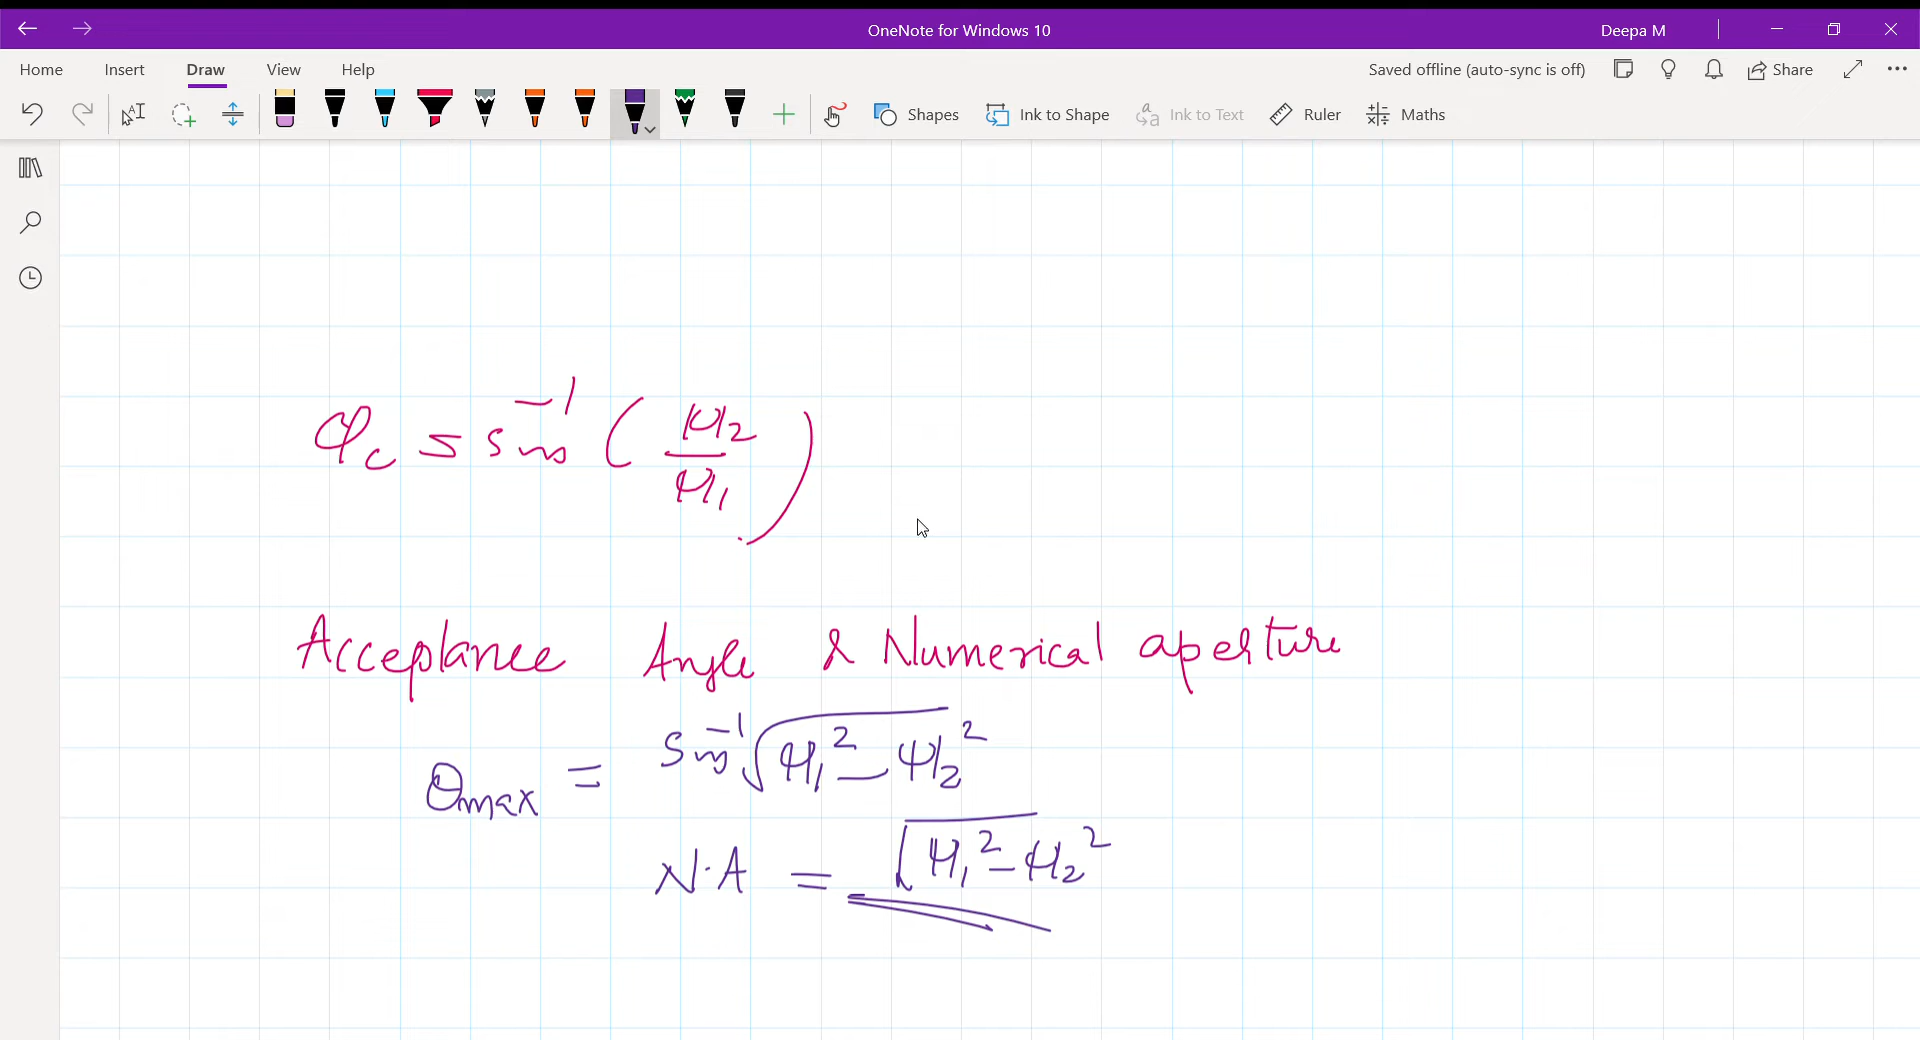 OneNote for Windows 10 Deepa M
Home Insert Draw View Help Saved offline (auto-sync is off) Share
Shapes Ink to Shape Ink to Text Ruler Maths
φc = sin⁻¹ (μ2/μ1)
Acceptance Angle & Numerical aperture
θmax = sin⁻¹ √μ1² − μ2²
N.A = √μ1² − μ2²